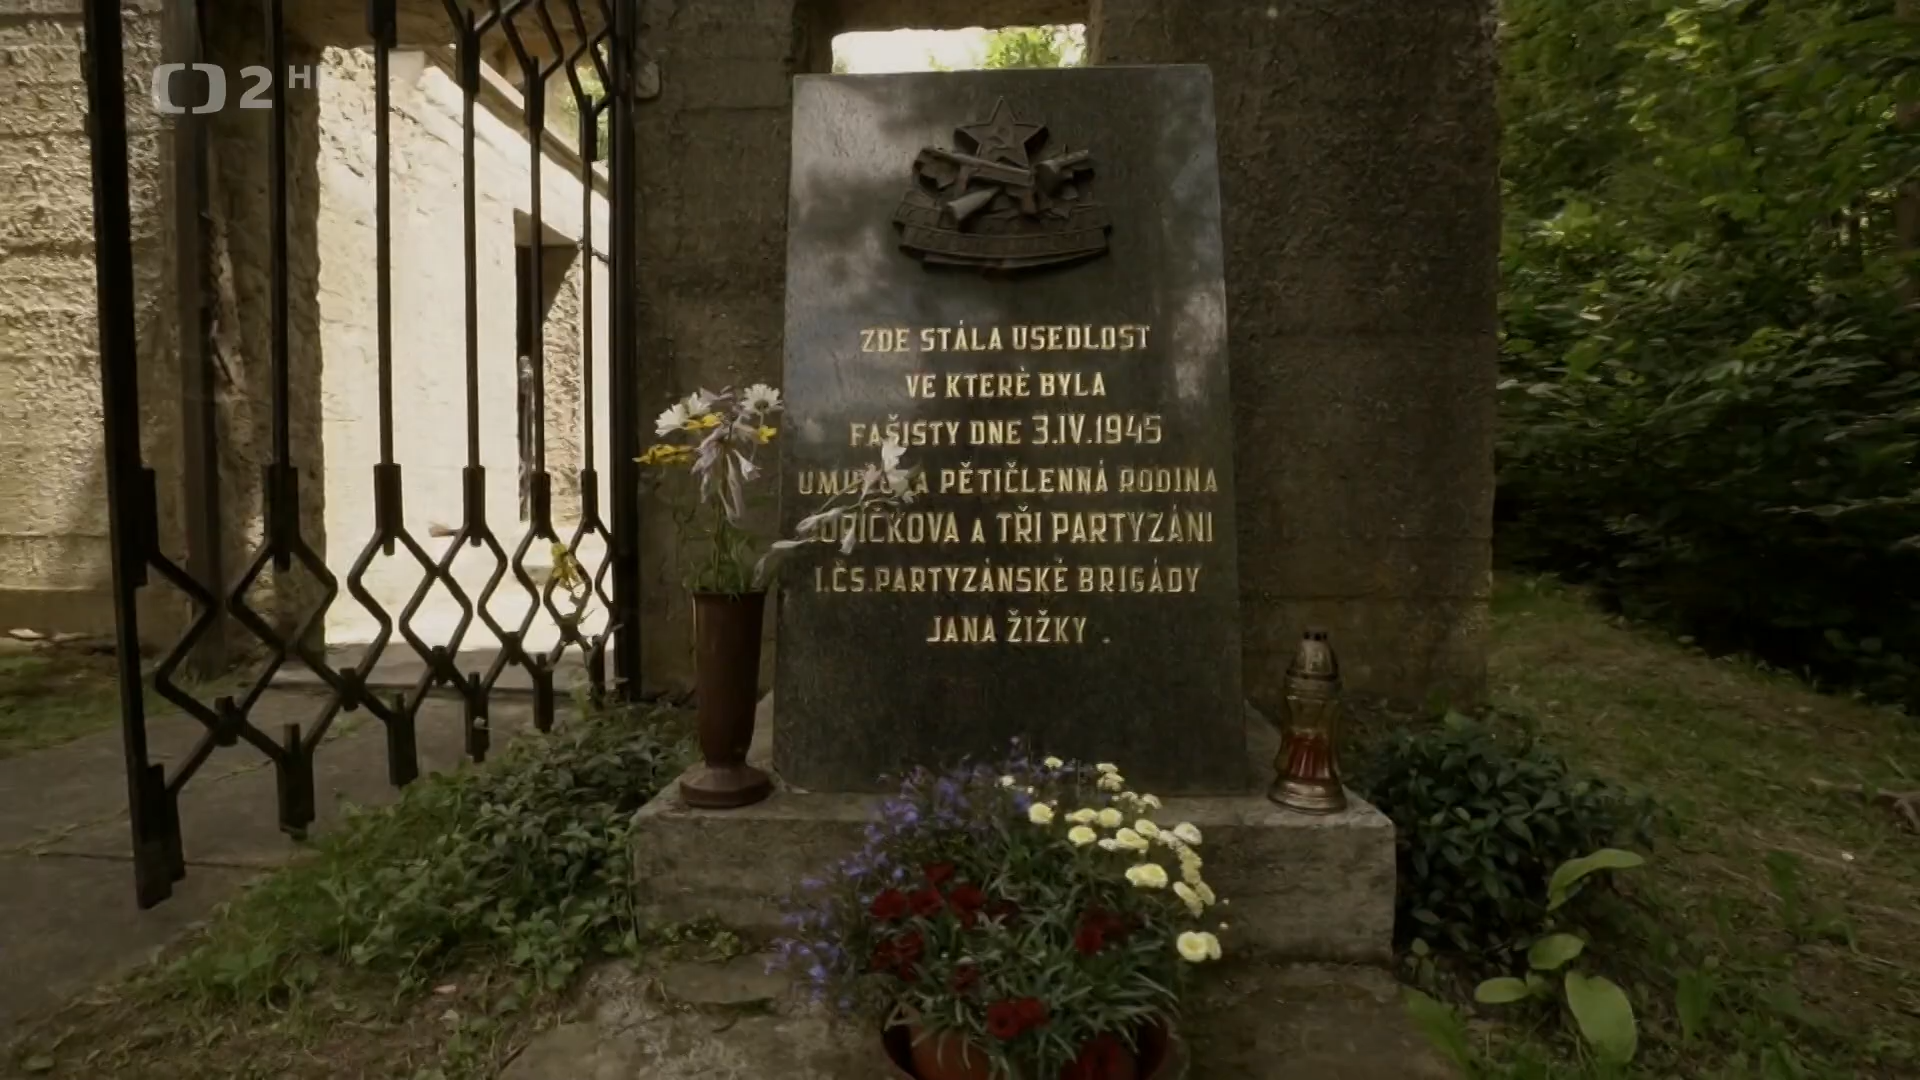 2 H
ZDE STÁLA USEDLOST
VE KTERÉ BYLA
FAŠISTY DNE 3.IV.1945
PĚTIČLENNÁ RODINA
A TŘI PARTYZÁNI
I.ČS.PARTYZÁNSKÉ BRIGÁDY
JANA ŽIŽKY.